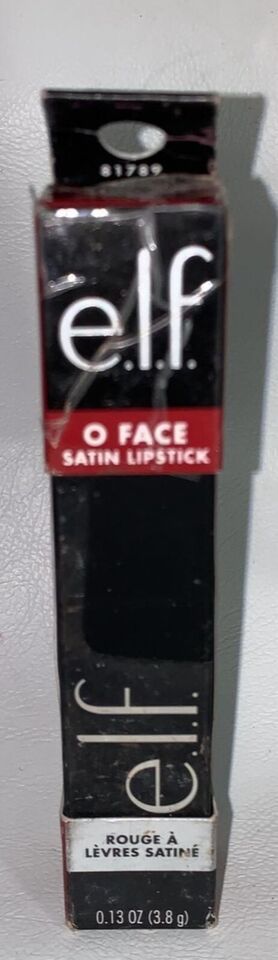 81789
e.l.f.
O FACE
SATIN LIPSTICK
e.l.f.
ROUGE À
LÈVRES SATINÉ
0.13 OZ (3.8 g)